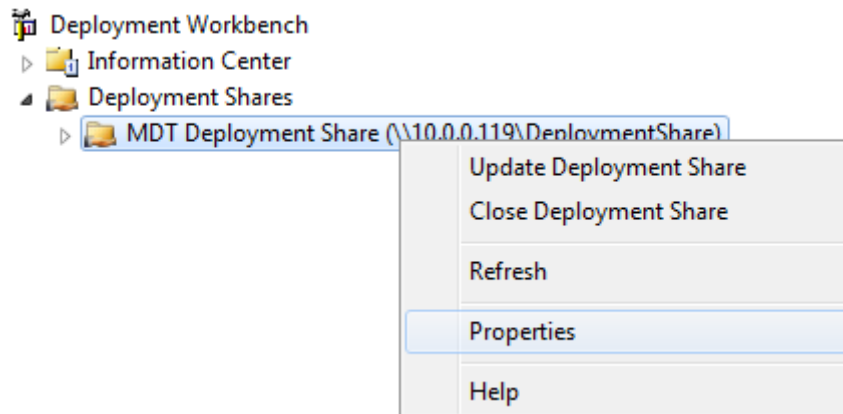 Deployment Workbench
Information Center
Deployment Shares
MDT Deployment Share (\\10.0.0.119\DeploymentShare)
Update Deployment Share
Close Deployment Share
Refresh
Properties
Help